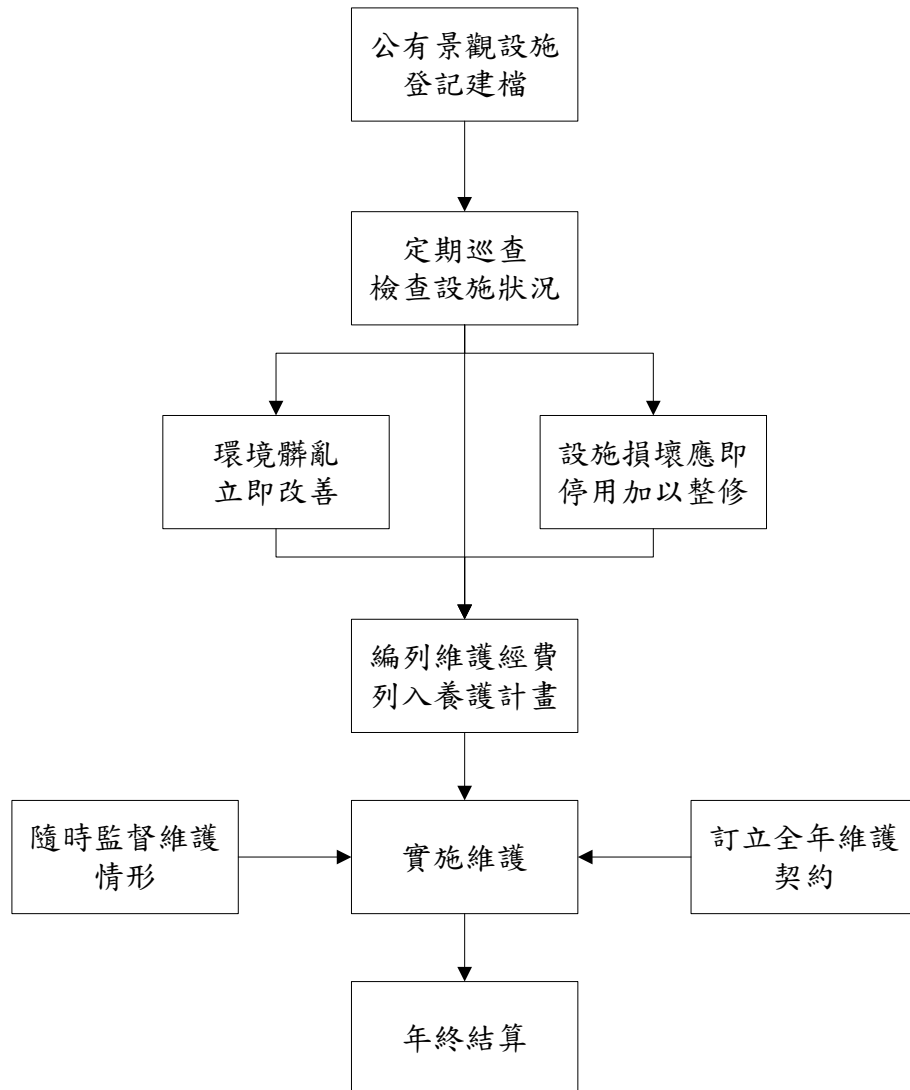 公有景觀設施
登記建檔
定期巡查
檢查設施狀況
環境髒亂
立即改善
設施損壞應即
停用加以整修
編列維護經費
列入養護計畫
隨時監督維護
情形
實施維護
訂立全年維護
契約
年終結算